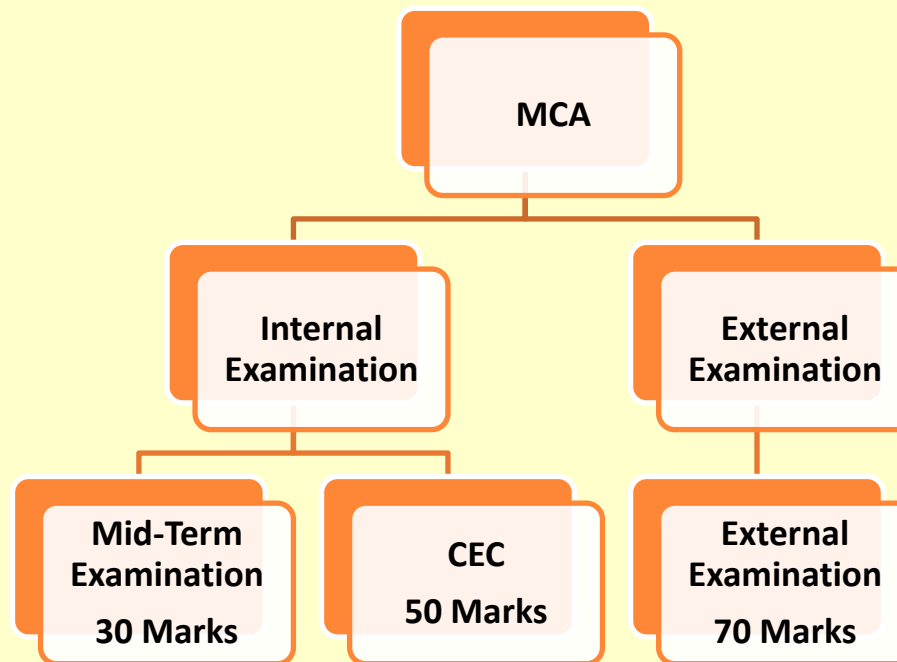 MCA
Internal
Examination
External
Examination
Mid-Term
Examination
30 Marks
CEC
50 Marks
External
Examination
70 Marks